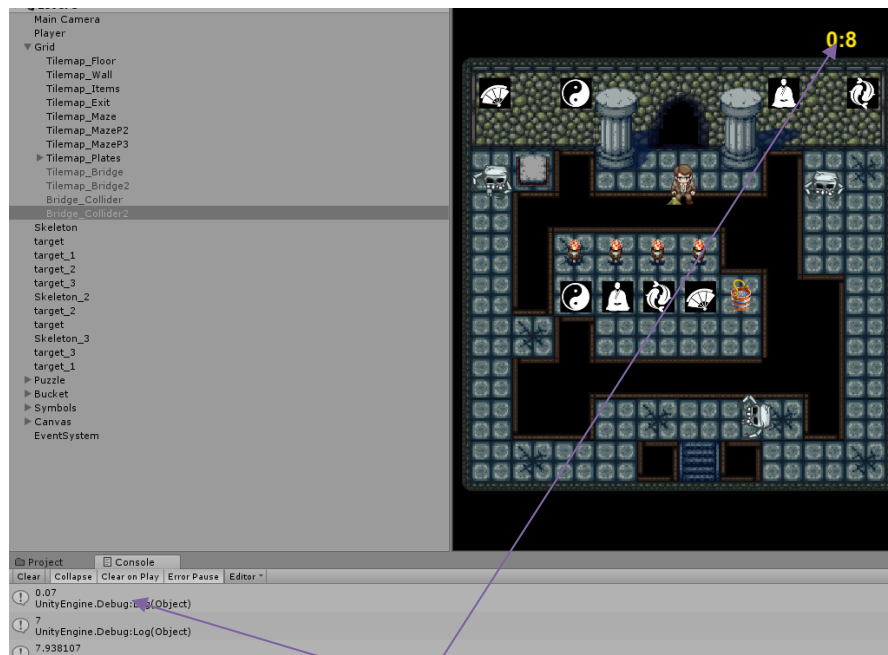 Main Camera
Player
Grid
Tilemap_Floor
Tilemap_Wall
Tilemap_Items
Tilemap_Exit
Tilemap_Maze
Tilemap_MazeP2
Tilemap_MazeP3
Tilemap_Plates
Tilemap_Bridge
Tilemap_Bridge2
Bridge_Collider
Bridge_Collider2
Skeleton
target
target_1
target_2
target_3
Skeleton_2
target_2
target
Skeleton_3
target_3
target_1
Puzzle
Bucket
Symbols
Canvas
EventSystem
0:8
Project Console
Clear Collapse Clear on Play Error Pause Editor
0.07
UnityEngine.Debug:Log(Object)
7
UnityEngine.Debug:Log(Object)
7.938107